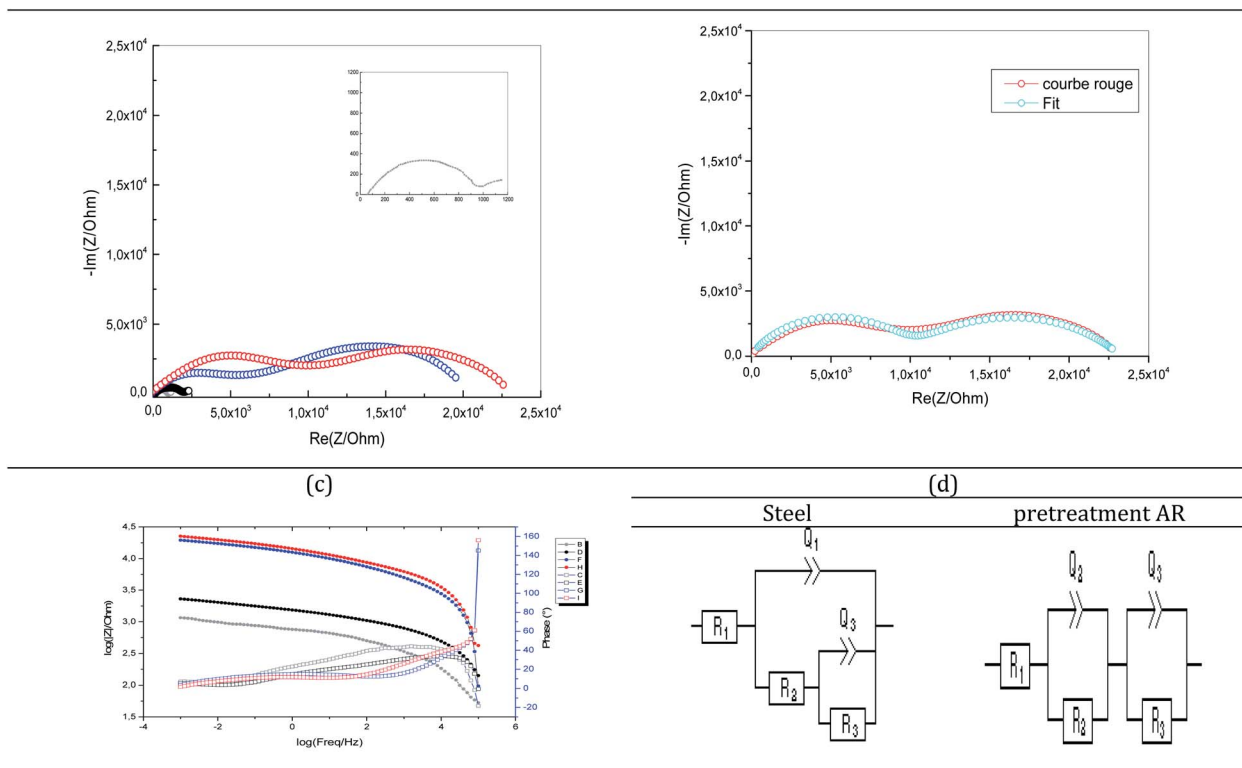 2,5x10⁴
2,0x10⁴
1,5x10⁴
1,0x10⁴
5,0x10³
0,0
-Im(Z/Ohm)
0,0 5,0x10³ 1,0x10⁴ 1,5x10⁴ 2,0x10⁴ 2,5x10⁴
Re(Z/Ohm)
1200
1000
800
600
400
200
0
0 200 400 600 800 1000 1200
2,5x10⁴
2,0x10⁴
1,5x10⁴
1,0x10⁴
5,0x10³
0,0
-Im(Z/Ohm)
0,0 5,0x10³ 1,0x10⁴ 1,5x10⁴ 2,0x10⁴ 2,5x10⁴
Re(Z/Ohm)
courbe rouge
Fit
(c)
(d)
4,5
4,0
3,5
3,0
2,5
2,0
1,5
log(|Z|/Ohm)
-4 -2 0 2 4 6
log(Freq/Hz)
160
140
120
100
80
60
40
20
0
-20
Phase (°)
B
D
F
H
C
E
G
I
Steel
pretreatment AR
Q₁
Q₃
R₁
R₂
R₃
Q₂ Q₃
R₁
R₂ R₃